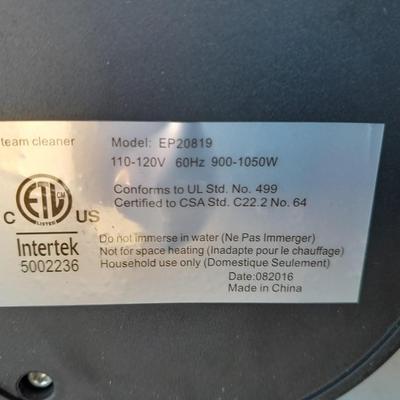 team cleaner
Model: EP20819
110-120V 60Hz 900-1050W
Conforms to UL Std. No. 499
Certified to CSA Std. C22.2 No. 64
C ETL CM US
LISTED
Intertek
5002236
Do not immerse in water (Ne Pas Immerger)
Not for space heating (Inadapte pour le chauffage)
Household use only (Domestique Seulement)
Date:082016
Made in China